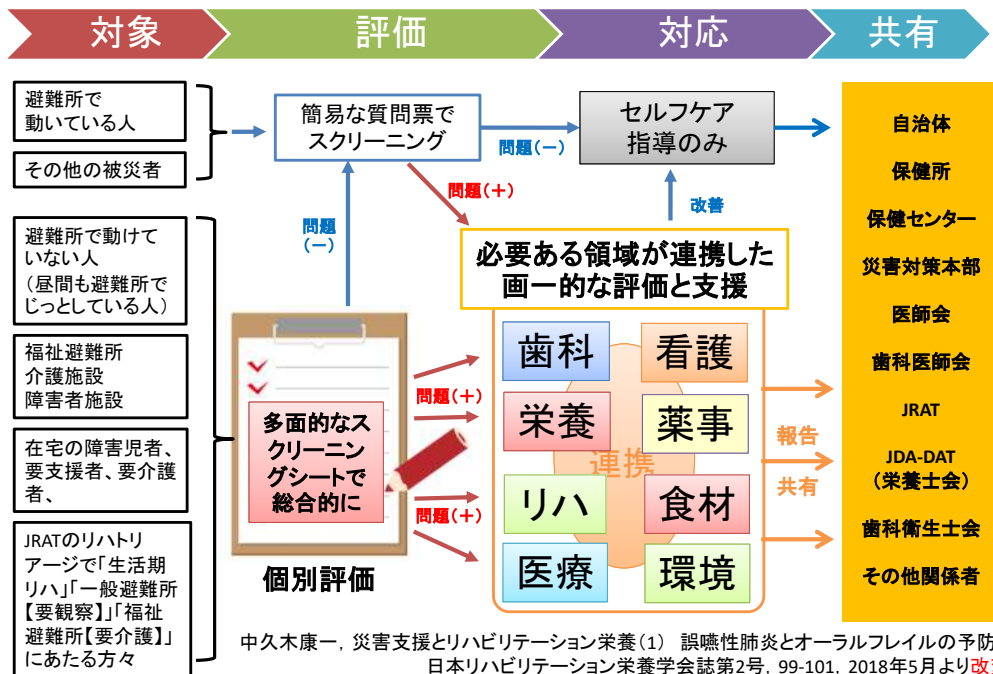 対象
評価
対応
共有
避難所で
動いている人
その他の被災者
簡易な質問票で
スクリーニング
問題(－)
セルフケア
指導のみ
問題(＋)
問題
(－)
改善
避難所で動けて
いない人
(昼間も避難所で
じっとしている人)
福祉避難所
介護施設
障害者施設
在宅の障害児者、
要支援者、要介護
者、
JRATのリハトリ
アージで「生活期
リハ」「一般避難所
【要観察】」「福祉
避難所【要介護】」
にあたる方々
多面的なス
クリーニン
グシートで
総合的に
個別評価
問題(＋)
問題(＋)
必要ある領域が連携した
画一的な評価と支援
歯科
看護
栄養
薬事
連携
リハ
食材
医療
環境
報告
共有
自治体
保健所
保健センター
災害対策本部
医師会
歯科医師会
JRAT
JDA-DAT
(栄養士会)
歯科衛生士会
その他関係者
中久木康一, 災害支援とリハビリテーション栄養(1) 誤嚥性肺炎とオーラルフレイルの予防
日本リハビリテーション栄養学会誌第2号, 99-101, 2018年5月より改